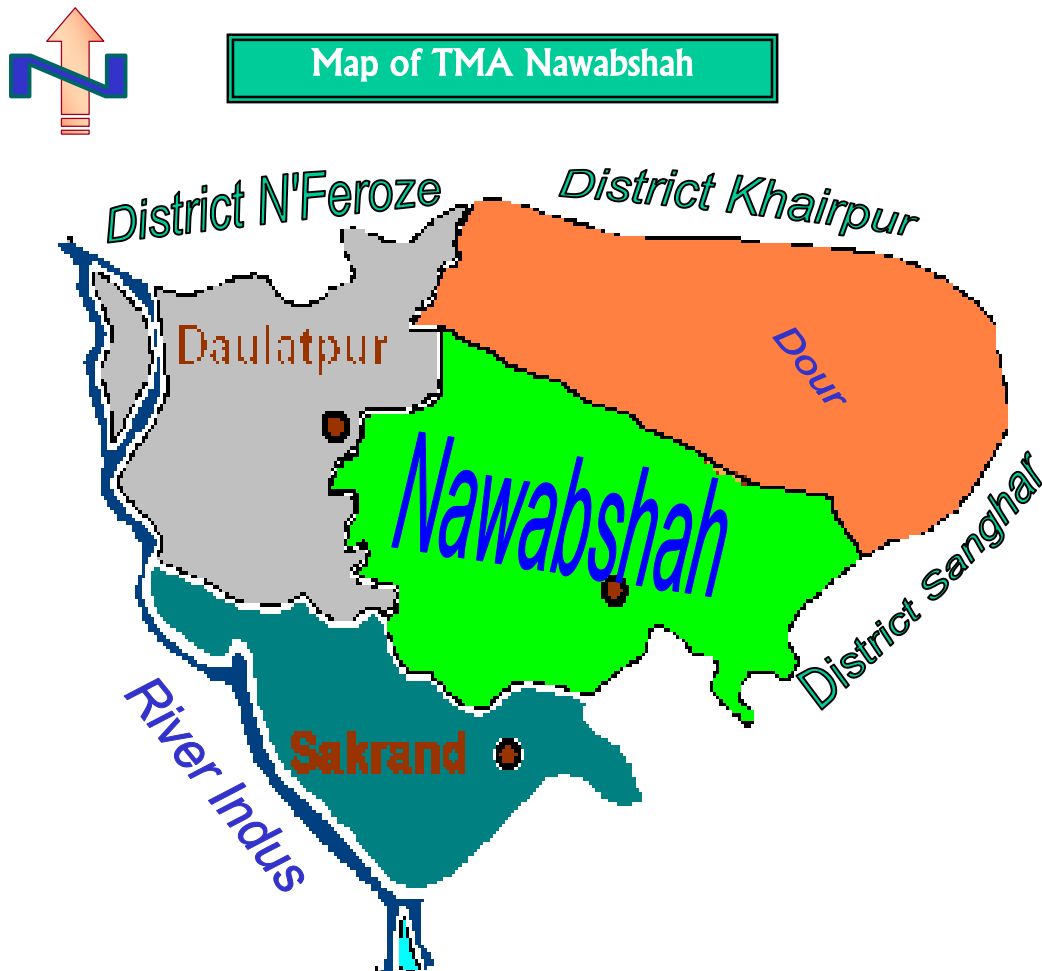 N
Map of TMA Nawabshah
District N'Feroze
District Khairpur
Daulatpur
Dour
Nawabshah
District Sanghar
Sakrand
River Indus